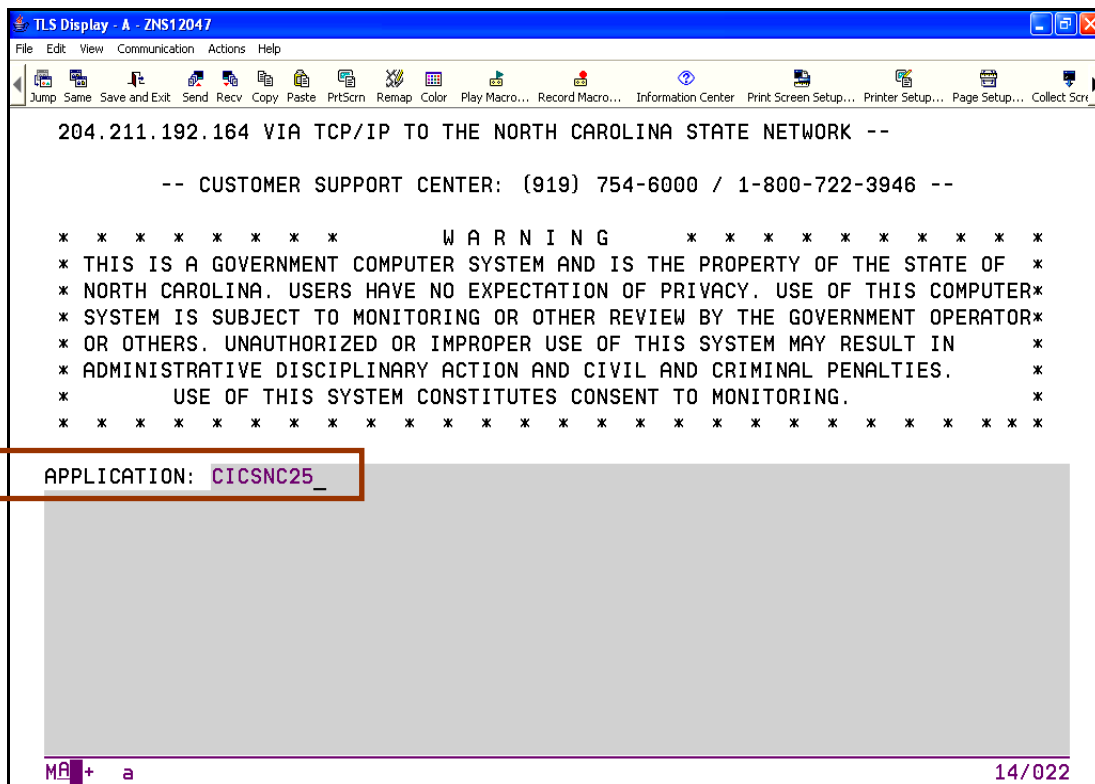 TLS Display - A - ZNS12047
File Edit View Communication Actions Help
Jump Same Save and Exit Send Recv Copy Paste PrtScrn Remap Color Play Macro... Record Macro... Information Center Print Screen Setup... Printer Setup... Page Setup... Collect Scre
204.211.192.164 VIA TCP/IP TO THE NORTH CAROLINA STATE NETWORK --
-- CUSTOMER SUPPORT CENTER: (919) 754-6000 / 1-800-722-3946 --
* * * * * * * * W A R N I N G * * * * * * * * * *
* THIS IS A GOVERNMENT COMPUTER SYSTEM AND IS THE PROPERTY OF THE STATE OF *
* NORTH CAROLINA. USERS HAVE NO EXPECTATION OF PRIVACY. USE OF THIS COMPUTER*
* SYSTEM IS SUBJECT TO MONITORING OR OTHER REVIEW BY THE GOVERNMENT OPERATOR*
* OR OTHERS. UNAUTHORIZED OR IMPROPER USE OF THIS SYSTEM MAY RESULT IN *
* ADMINISTRATIVE DISCIPLINARY ACTION AND CIVIL AND CRIMINAL PENALTIES. *
* USE OF THIS SYSTEM CONSTITUTES CONSENT TO MONITORING. *
* * * * * * * * * * * * * * * * * * * * * * * * * * *
APPLICATION: CICSNC25_
MA + a 14/022